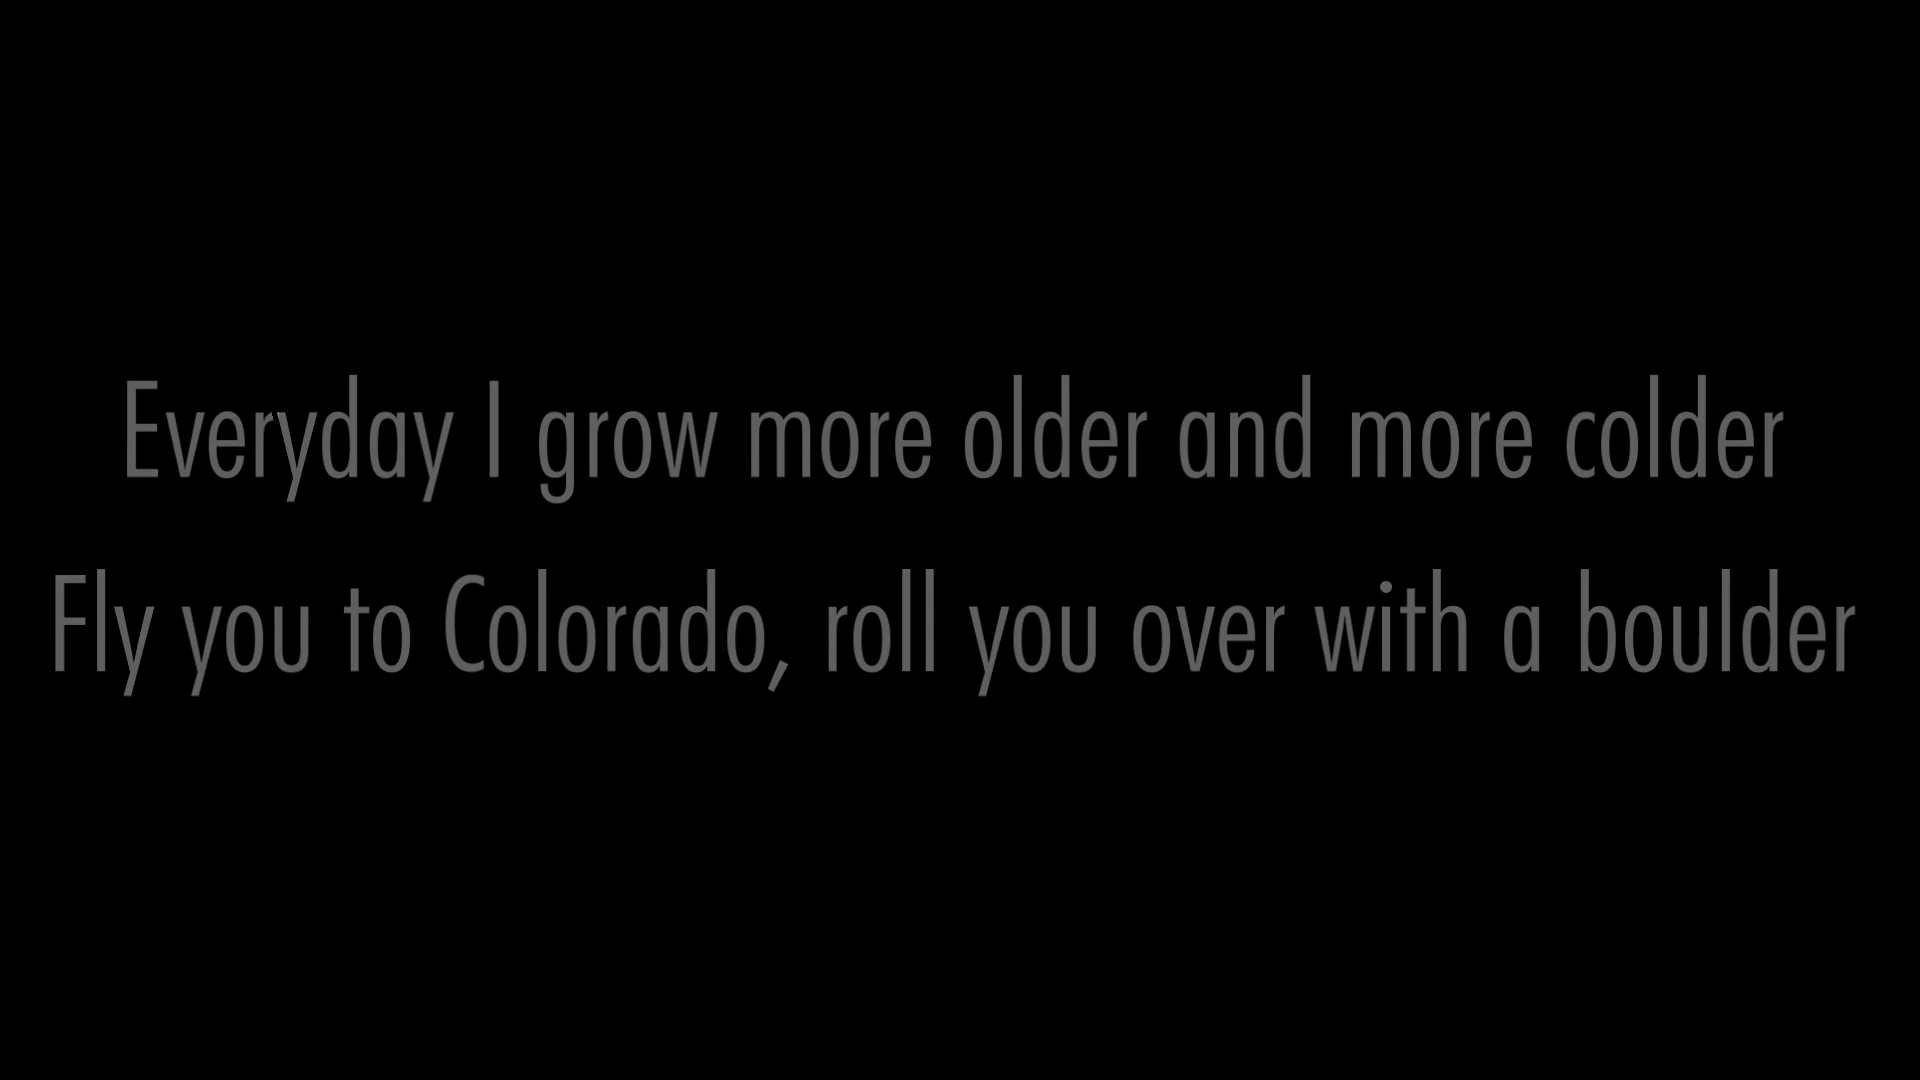 Everyday I grow more older and more colder
Fly you to Colorado, roll you over with a boulder